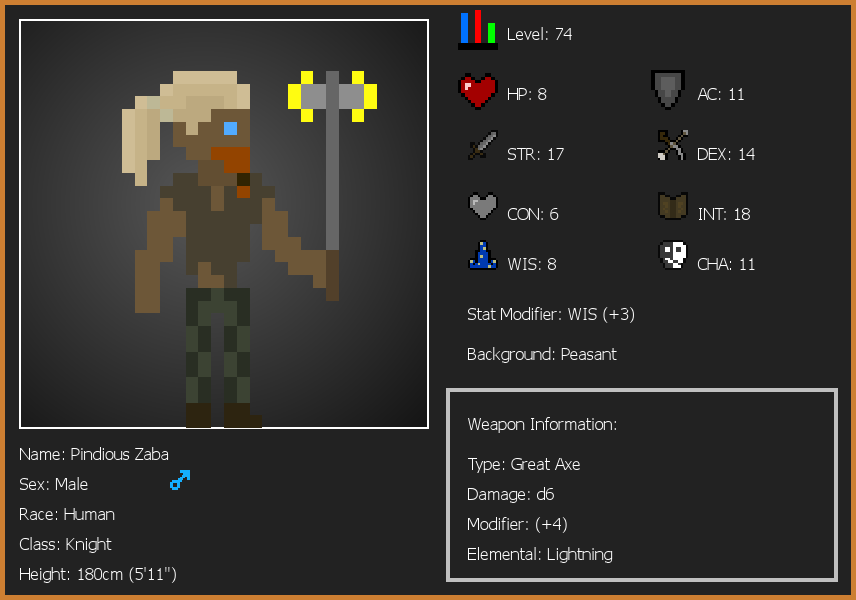 Level: 74
HP: 8
AC: 11
STR: 17
DEX: 14
CON: 6
INT: 18
WIS: 8
CHA: 11
Stat Modifier: WIS (+3)
Background: Peasant
Weapon Information:
Type: Great Axe
Damage: d6
Modifier: (+4)
Elemental: Lightning
Name: Pindious Zaba
Sex: Male
Race: Human
Class: Knight
Height: 180cm (5'11")